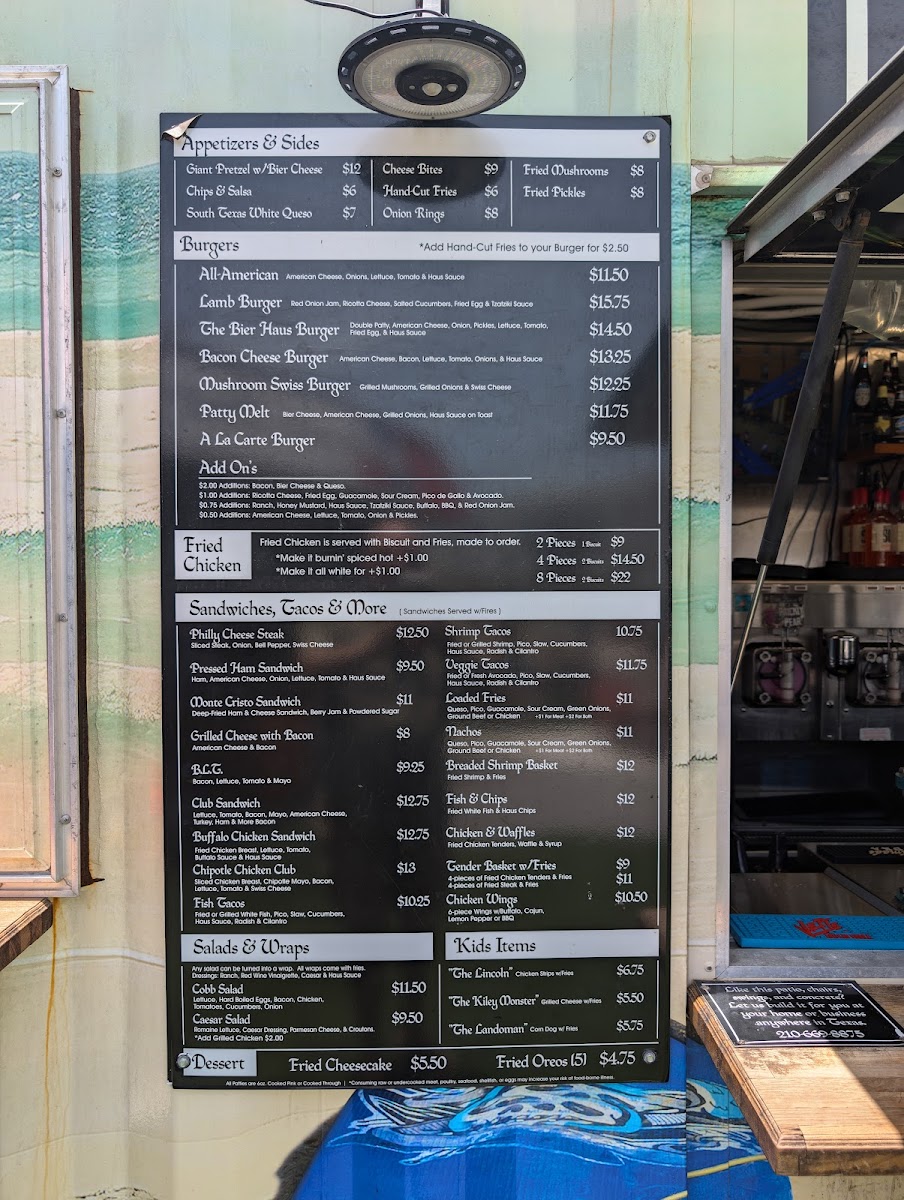 Appetizers & Sides
Giant Pretzel w/Bier Cheese $12
Chips & Salsa $6
South Texas White Queso $7
Cheese Bites $9
Hand-Cut Fries $6
Onion Rings $8
Fried Mushrooms $8
Fried Pickles $8
Burgers *Add Hand-Cut Fries to your Burger for $2.50
All-American American Cheese, Onions, Lettuce, Tomato & Haus Sauce $11.50
Lamb Burger Red Onion Jam, Ricotta Cheese, Salted Cucumbers, Fried Egg & Tzatziki Sauce $15.75
The Bier Haus Burger Double Patty, American Cheese, Onion, Pickles, Lettuce, Tomato, $14.50
Fried Egg, & Haus Sauce
Bacon Cheese Burger American Cheese, Bacon, Lettuce, Tomato, Onions, & Haus Sauce $13.25
Mushroom Swiss Burger Grilled Mushrooms, Grilled Onions & Swiss Cheese $12.25
Patty Melt Bier Cheese, American Cheese, Grilled Onions, Haus Sauce on Toast $11.75
A La Carte Burger $9.50
Add On's
$2.00 Additions: Bacon, Bier Cheese & Queso.
$1.00 Additions: Ricotta Cheese, Fried Egg, Guacamole, Sour Cream, Pico de Gallo & Avocado.
$0.75 Additions: Ranch, Honey Mustard, Haus Sauce, Tzatziki Sauce, Buffalo, BBQ, & Red Onion Jam.
$0.50 Additions: American Cheese, Lettuce, Tomato, Onion & Pickles.
Fried
Chicken
Fried Chicken is served with Biscuit and Fries, made to order.
*Make it burnin' spiced hot +$1.00
*Make it all white for +$1.00
2 Pieces 1 Biscuit $9
4 Pieces 2 Biscuits $14.50
8 Pieces 2 Biscuits $22
Sandwiches, Tacos & More ( Sandwiches Served w/Fires )
Philly Cheese Steak $12.50
Sliced Steak, Onion, Bell Pepper, Swiss Cheese
Pressed Ham Sandwich $9.50
Ham, American Cheese, Onion, Lettuce, Tomato & Haus Sauce
Monte Cristo Sandwich $11
Deep-Fried Ham & Cheese Sandwich, Berry Jam & Powdered Sugar
Grilled Cheese with Bacon $8
American Cheese & Bacon
B.L.T. $9.25
Bacon, Lettuce, Tomato & Mayo
Club Sandwich $12.75
Lettuce, Tomato, Bacon, Mayo, American Cheese,
Turkey, Ham & More Bacon
Buffalo Chicken Sandwich $12.75
Fried Chicken Breast, Lettuce, Tomato,
Buffalo Sauce & Haus Sauce
Chipotle Chicken Club $13
Sliced Chicken Breast, Chipotle Mayo, Bacon,
Lettuce, Tomato & Swiss Cheese
Fish Tacos $10.25
Fried or Grilled White Fish, Pico, Slaw, Cucumbers,
Haus Sauce, Radish & Cilantro
Shrimp Tacos 10.75
Fried or Grilled Shrimp, Pico, Slaw, Cucumbers,
Haus Sauce, Radish & Cilantro
Veggie Tacos $11.75
Fried or Fresh Avocado, Pico, Slaw, Cucumbers,
Haus Sauce, Radish & Cilantro
Loaded Fries $11
Queso, Pico, Guacamole, Sour Cream, Green Onions,
Ground Beef or Chicken +$1 For Meat +$2 For Both
Nachos $11
Queso, Pico, Guacamole, Sour Cream, Green Onions,
Ground Beef or Chicken +$1 For Meat +$2 For Both
Breaded Shrimp Basket $12
Fried Shrimp & Fries
Fish & Chips $12
Fried White Fish & Haus Chips
Chicken & Waffles $12
Fried Chicken Tenders, Waffle & Syrup
Tender Basket w/Fries $9
4-pieces of Fried Chicken Tenders & Fries
4-pieces of Fried Steak & Fries $11
Chicken Wings $10.50
6-piece Wings w/Buffalo, Cajun,
Lemon Pepper or BBQ
Salads & Wraps
Any salad can be turned into a wrap. All wraps come with fries.
Dressings: Ranch, Red Wine Vinaigrette, Caesar & Haus Sauce
Cobb Salad $11.50
Lettuce, Hard Boiled Eggs, Bacon, Chicken,
Tomatoes, Cucumbers, Onion
Caesar Salad $9.50
Romaine Lettuce, Caesar Dressing, Parmesan Cheese, & Croutons.
*Add Grilled Chicken $2.00
Kids Items
"The Lincoln" Chicken Strips w/Fries $6.75
"The Kiley Monster" Grilled Cheese w/Fries $5.50
"The Landoman" Corn Dog w/ Fries $5.75
Dessert Fried Cheesecake $5.50 Fried Oreos (5) $4.75
All Patties are 6oz. Cooked Pink or Cooked Through | *Consuming raw or undercooked meat, poultry, seafood, shellfish, or eggs may increase your risk of food-borne illness.
Like this patio, chairs,
swings, and concrete?
Let us build it for you at
your home or business
anywhere in Texas.
210-669-8875